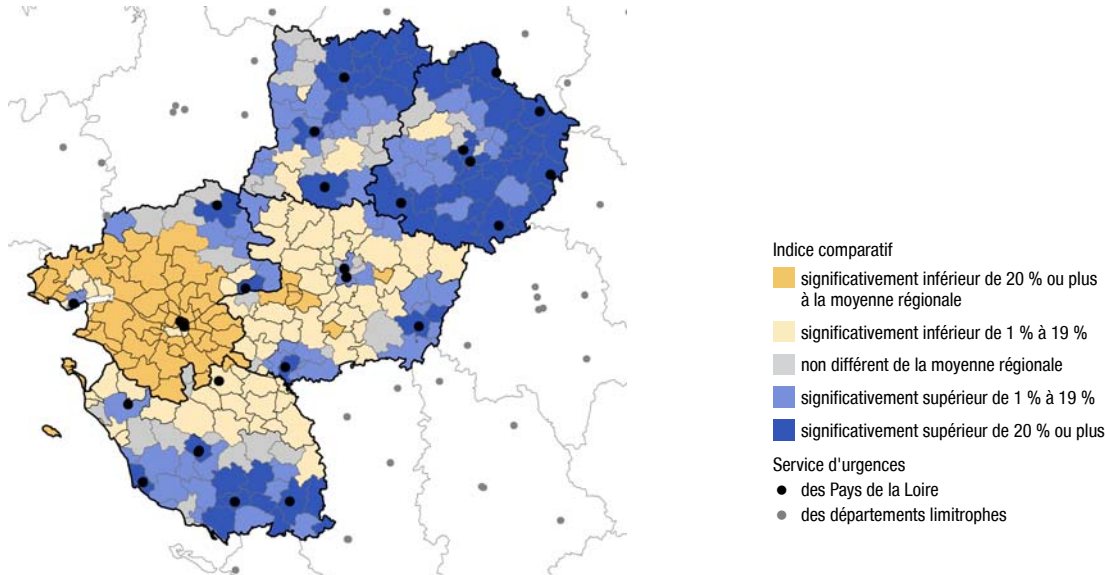 Indice comparatif
significativement inférieur de 20 % ou plus
à la moyenne régionale
significativement inférieur de 1 % à 19 %
non différent de la moyenne régionale
significativement supérieur de 1 % à 19 %
significativement supérieur de 20 % ou plus
Service d'urgences
des Pays de la Loire
des départements limitrophes